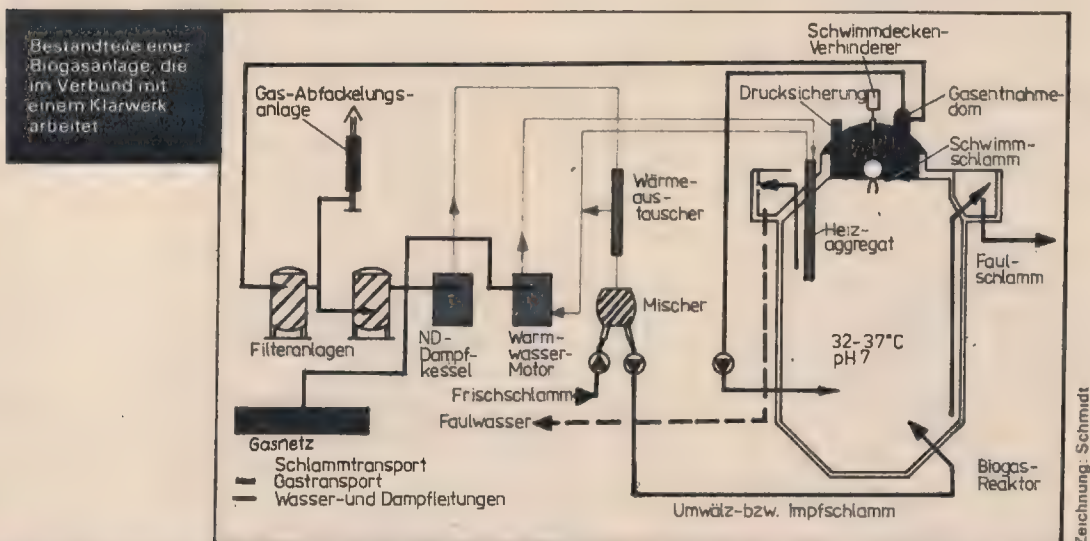 Bestandteile einer
Biogasanlage, die
im Verbund mit
einem Klärwerk
arbeitet
Gas-Abfackelungs-
anlage
Schwimmdecken-
Verhinderer
Drucksicherung
Gasentnahme-
dom
Schwimm-
schlamm
Wärme-
aus-
tauscher
Heiz-
aggregat
Faul-
schlamm
Mischer
Filteranlagen
ND-
Dampf-
kessel
Warm-
wasser-
Motor
32-37°C
pH 7
Frischschlamm
Faulwasser
Gasnetz
Schlammtransport
Gastransport
Wasser-und Dampfleitungen
Biogas-
Reaktor
Umwälz-bzw. Impfschlamm
Zeichnung: Schmidt